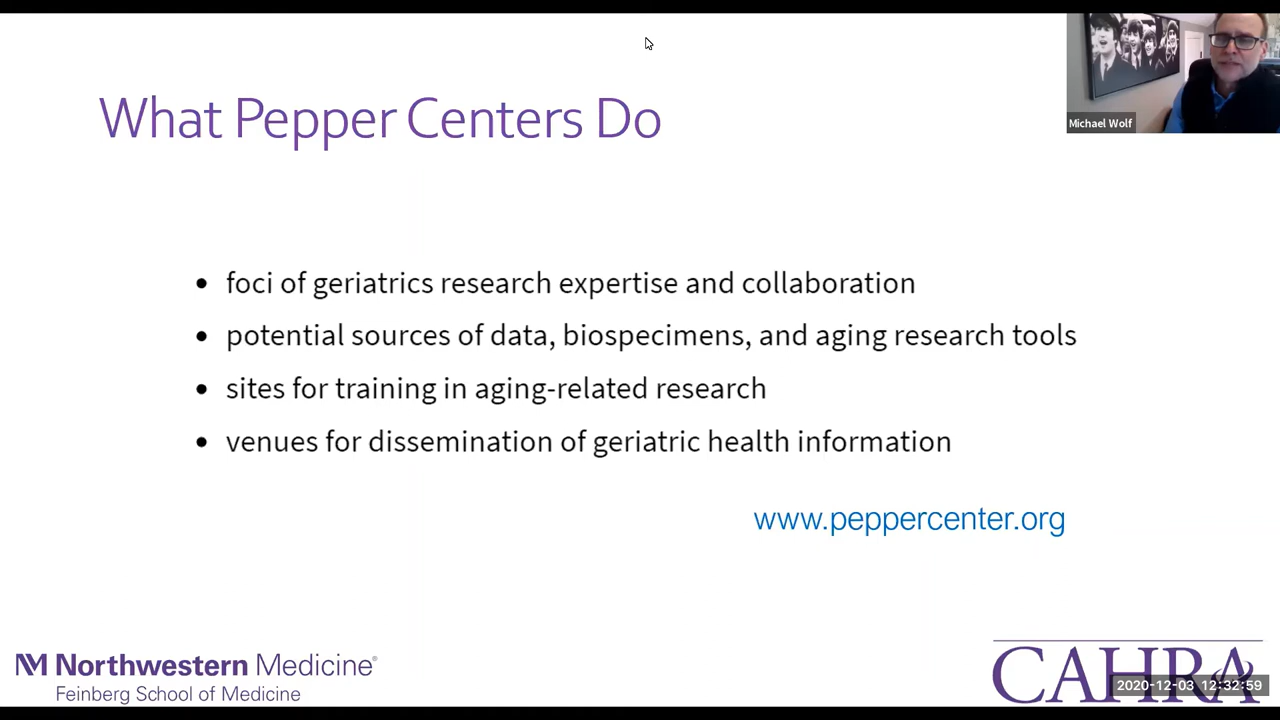 What Pepper Centers Do
Michael Wolf
• foci of geriatrics research expertise and collaboration
• potential sources of data, biospecimens, and aging research tools
• sites for training in aging-related research
• venues for dissemination of geriatric health information
www.peppercenter.org
NM Northwestern Medicine®
Feinberg School of Medicine
CAHRA
2020-12-03 12:32:59